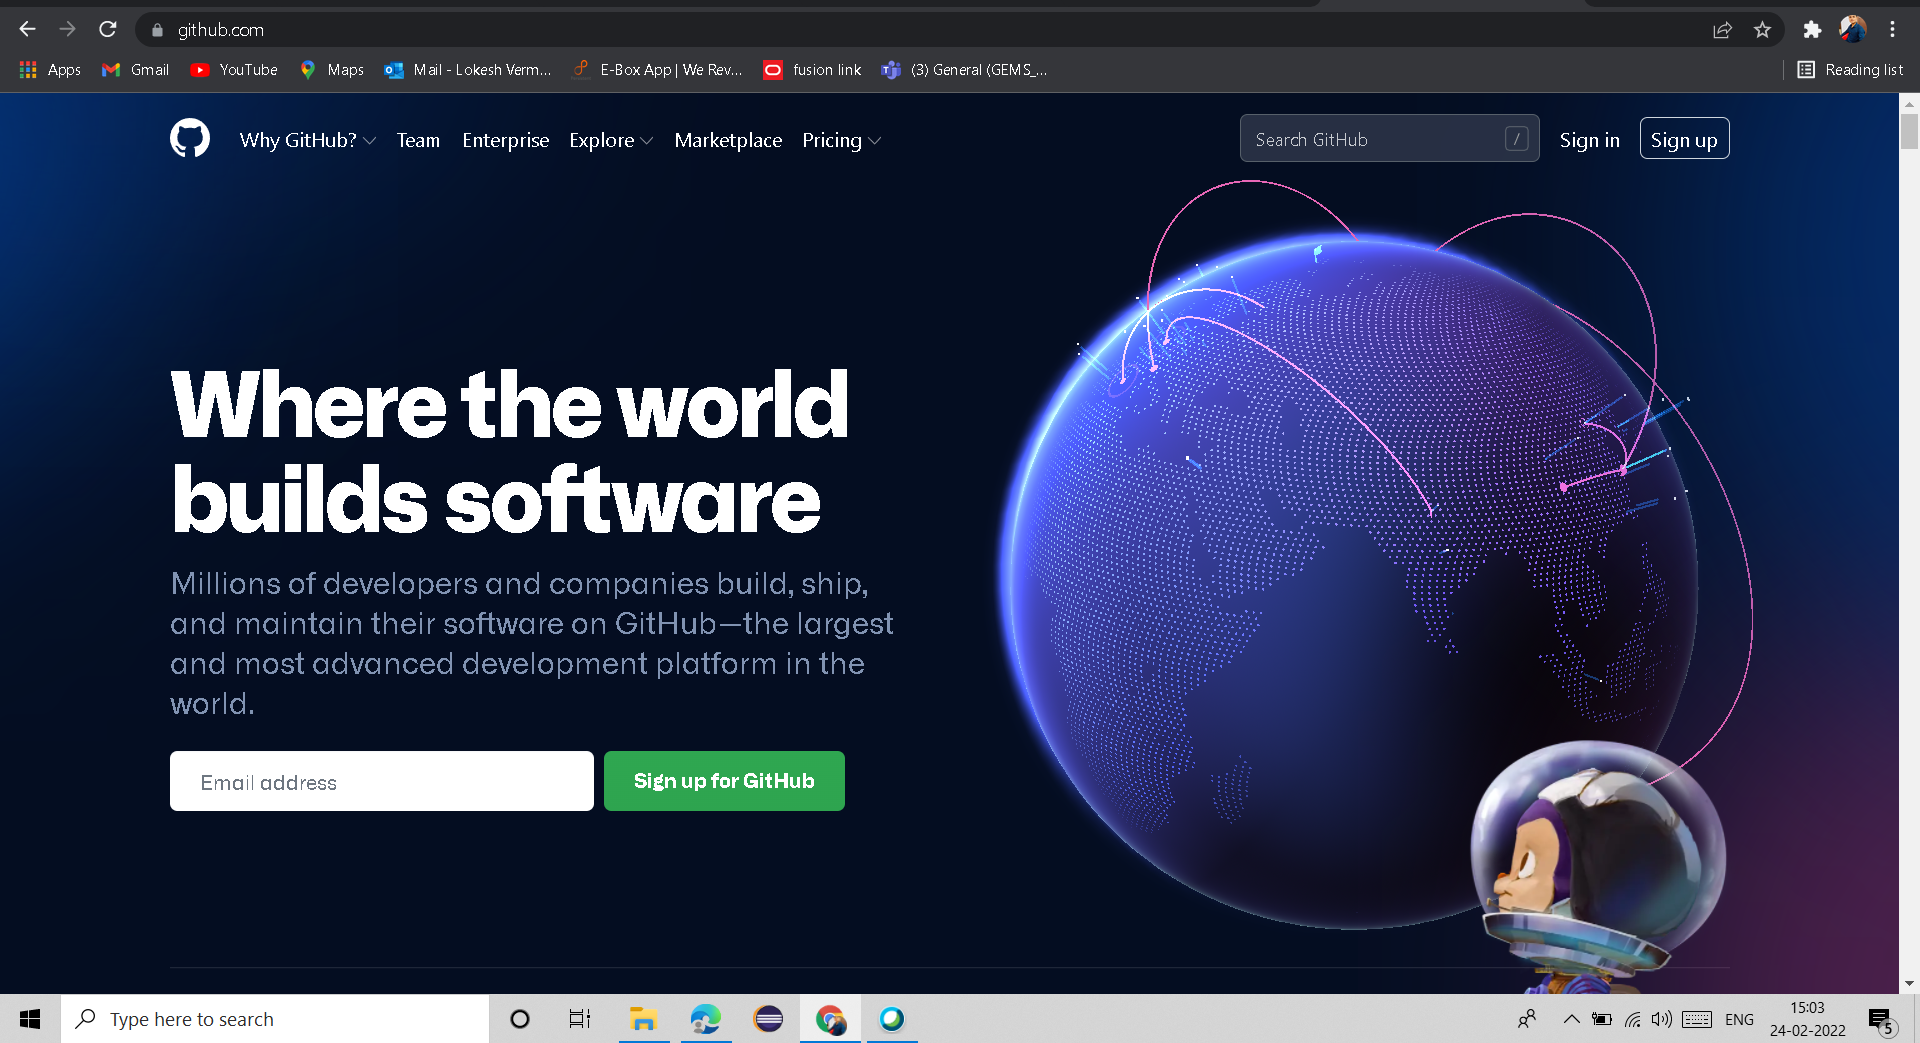 github.com
Apps Gmail YouTube Maps Mail - Lokesh Verm... E-Box App | We Rev... fusion link (3) General (GEMS_... Reading list
Why GitHub? Team Enterprise Explore Marketplace Pricing Search GitHub / Sign in Sign up
Where the world
builds software
Millions of developers and companies build, ship,
and maintain their software on GitHub—the largest
and most advanced development platform in the
world.
Email address Sign up for GitHub
Type here to search ENG 15:03
24-02-2022 5